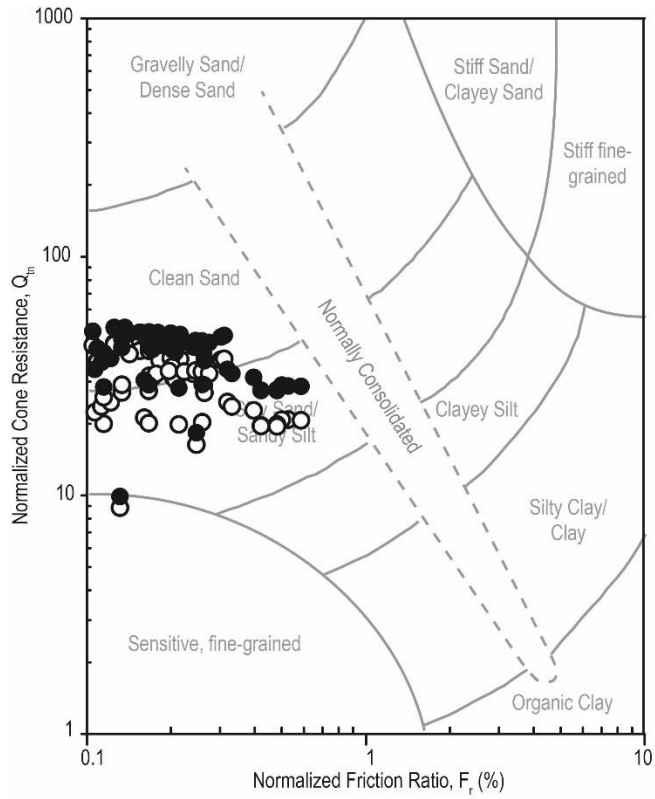 1000
Gravelly Sand/
Dense Sand
Stiff Sand/
Clayey Sand
Stiff fine-
grained
100
Clean Sand
Normally Consolidated
Normalized Cone Resistance, Qtn
Sand/
Sandy Silt
Clayey Silt
10
Silty Clay/
Clay
Sensitive, fine-grained
Organic Clay
1
0.1
1
10
Normalized Friction Ratio, Fr (%)